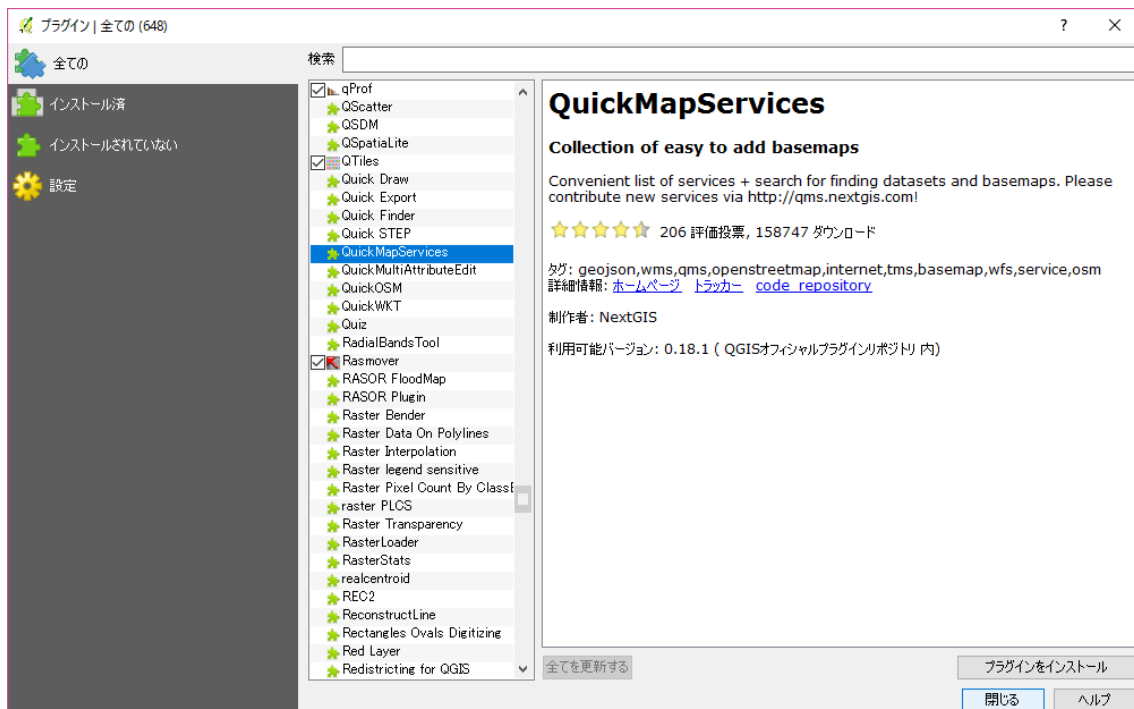 プラグイン | 全ての (648)
?
全ての
インストール済
インストールされていない
設定
検索
qProf
QScatter
QSDM
QSpatiaLite
QTiles
Quick Draw
Quick Export
Quick Finder
Quick STEP
QuickMapServices
QuickMultiAttributeEdit
QuickOSM
QuickWKT
Quiz
RadialBandsTool
Rasmover
RASOR FloodMap
RASOR Plugin
Raster Bender
Raster Data On Polylines
Raster Interpolation
Raster legend sensitive
Raster Pixel Count By ClassE
raster PLCS
Raster Transparency
RasterLoader
RasterStats
realcentroid
REC2
ReconstructLine
Rectangles Ovals Digitizing
Red Layer
Redistricting for QGIS
QuickMapServices
Collection of easy to add basemaps
Convenient list of services + search for finding datasets and basemaps. Please
contribute new services via http://qms.nextgis.com!
206 評価投票, 158747 ダウンロード
タグ: geojson,wms,qms,openstreetmap,internet,tms,basemap,wfs,service,osm
詳細情報: ホームページ トラッカー code repository
制作者: NextGIS
利用可能バージョン: 0.18.1 ( QGISオフィシャルプラグインリポジトリ 内)
全てを更新する
プラグインをインストール
閉じる
ヘルプ